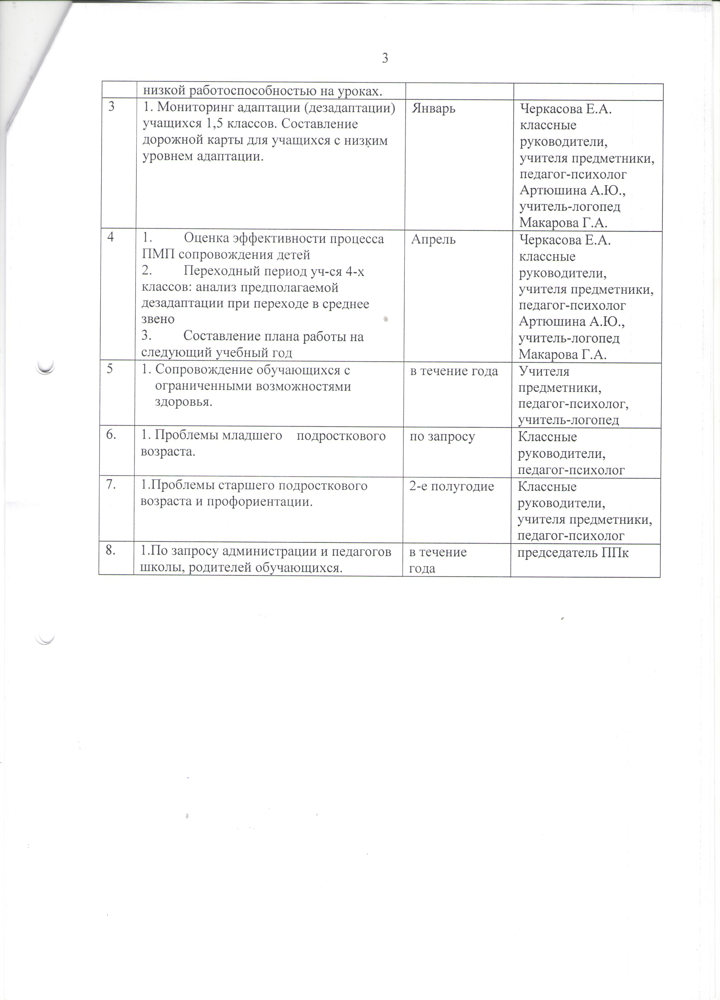 3
низкой работоспособностью на уроках.
3
1. Мониторинг адаптации (дезадаптации)
учащихся 1,5 классов. Составление
дорожной карты для учащихся с низким
уровнем адаптации.
Январь
Черкасова Е.А.
классные
руководители,
учителя предметники,
педагог-психолог
Артюшина А.Ю.,
учитель-логопед
Макарова Г.А.
4
1. Оценка эффективности процесса
ПМП сопровождения детей
2. Переходный период уч-ся 4-х
классов: анализ предполагаемой
дезадаптации при переходе в среднее
звено
3. Составление плана работы на
следующий учебный год
Апрель
Черкасова Е.А.
классные
руководители,
учителя предметники,
педагог-психолог
Артюшина А.Ю.,
учитель-логопед
Макарова Г.А.
5
1. Сопровождение обучающихся с
ограниченными возможностями
здоровья.
в течение года
Учителя
предметники,
педагог-психолог,
учитель-логопед
6.
1. Проблемы младшего подросткового
возраста.
по запросу
Классные
руководители,
педагог-психолог
7.
1.Проблемы старшего подросткового
возраста и профориентации.
2-е полугодие
Классные
руководители,
учителя предметники,
педагог-психолог
8.
1.По запросу администрации и педагогов
школы, родителей обучающихся.
в течение
года
председатель ППк